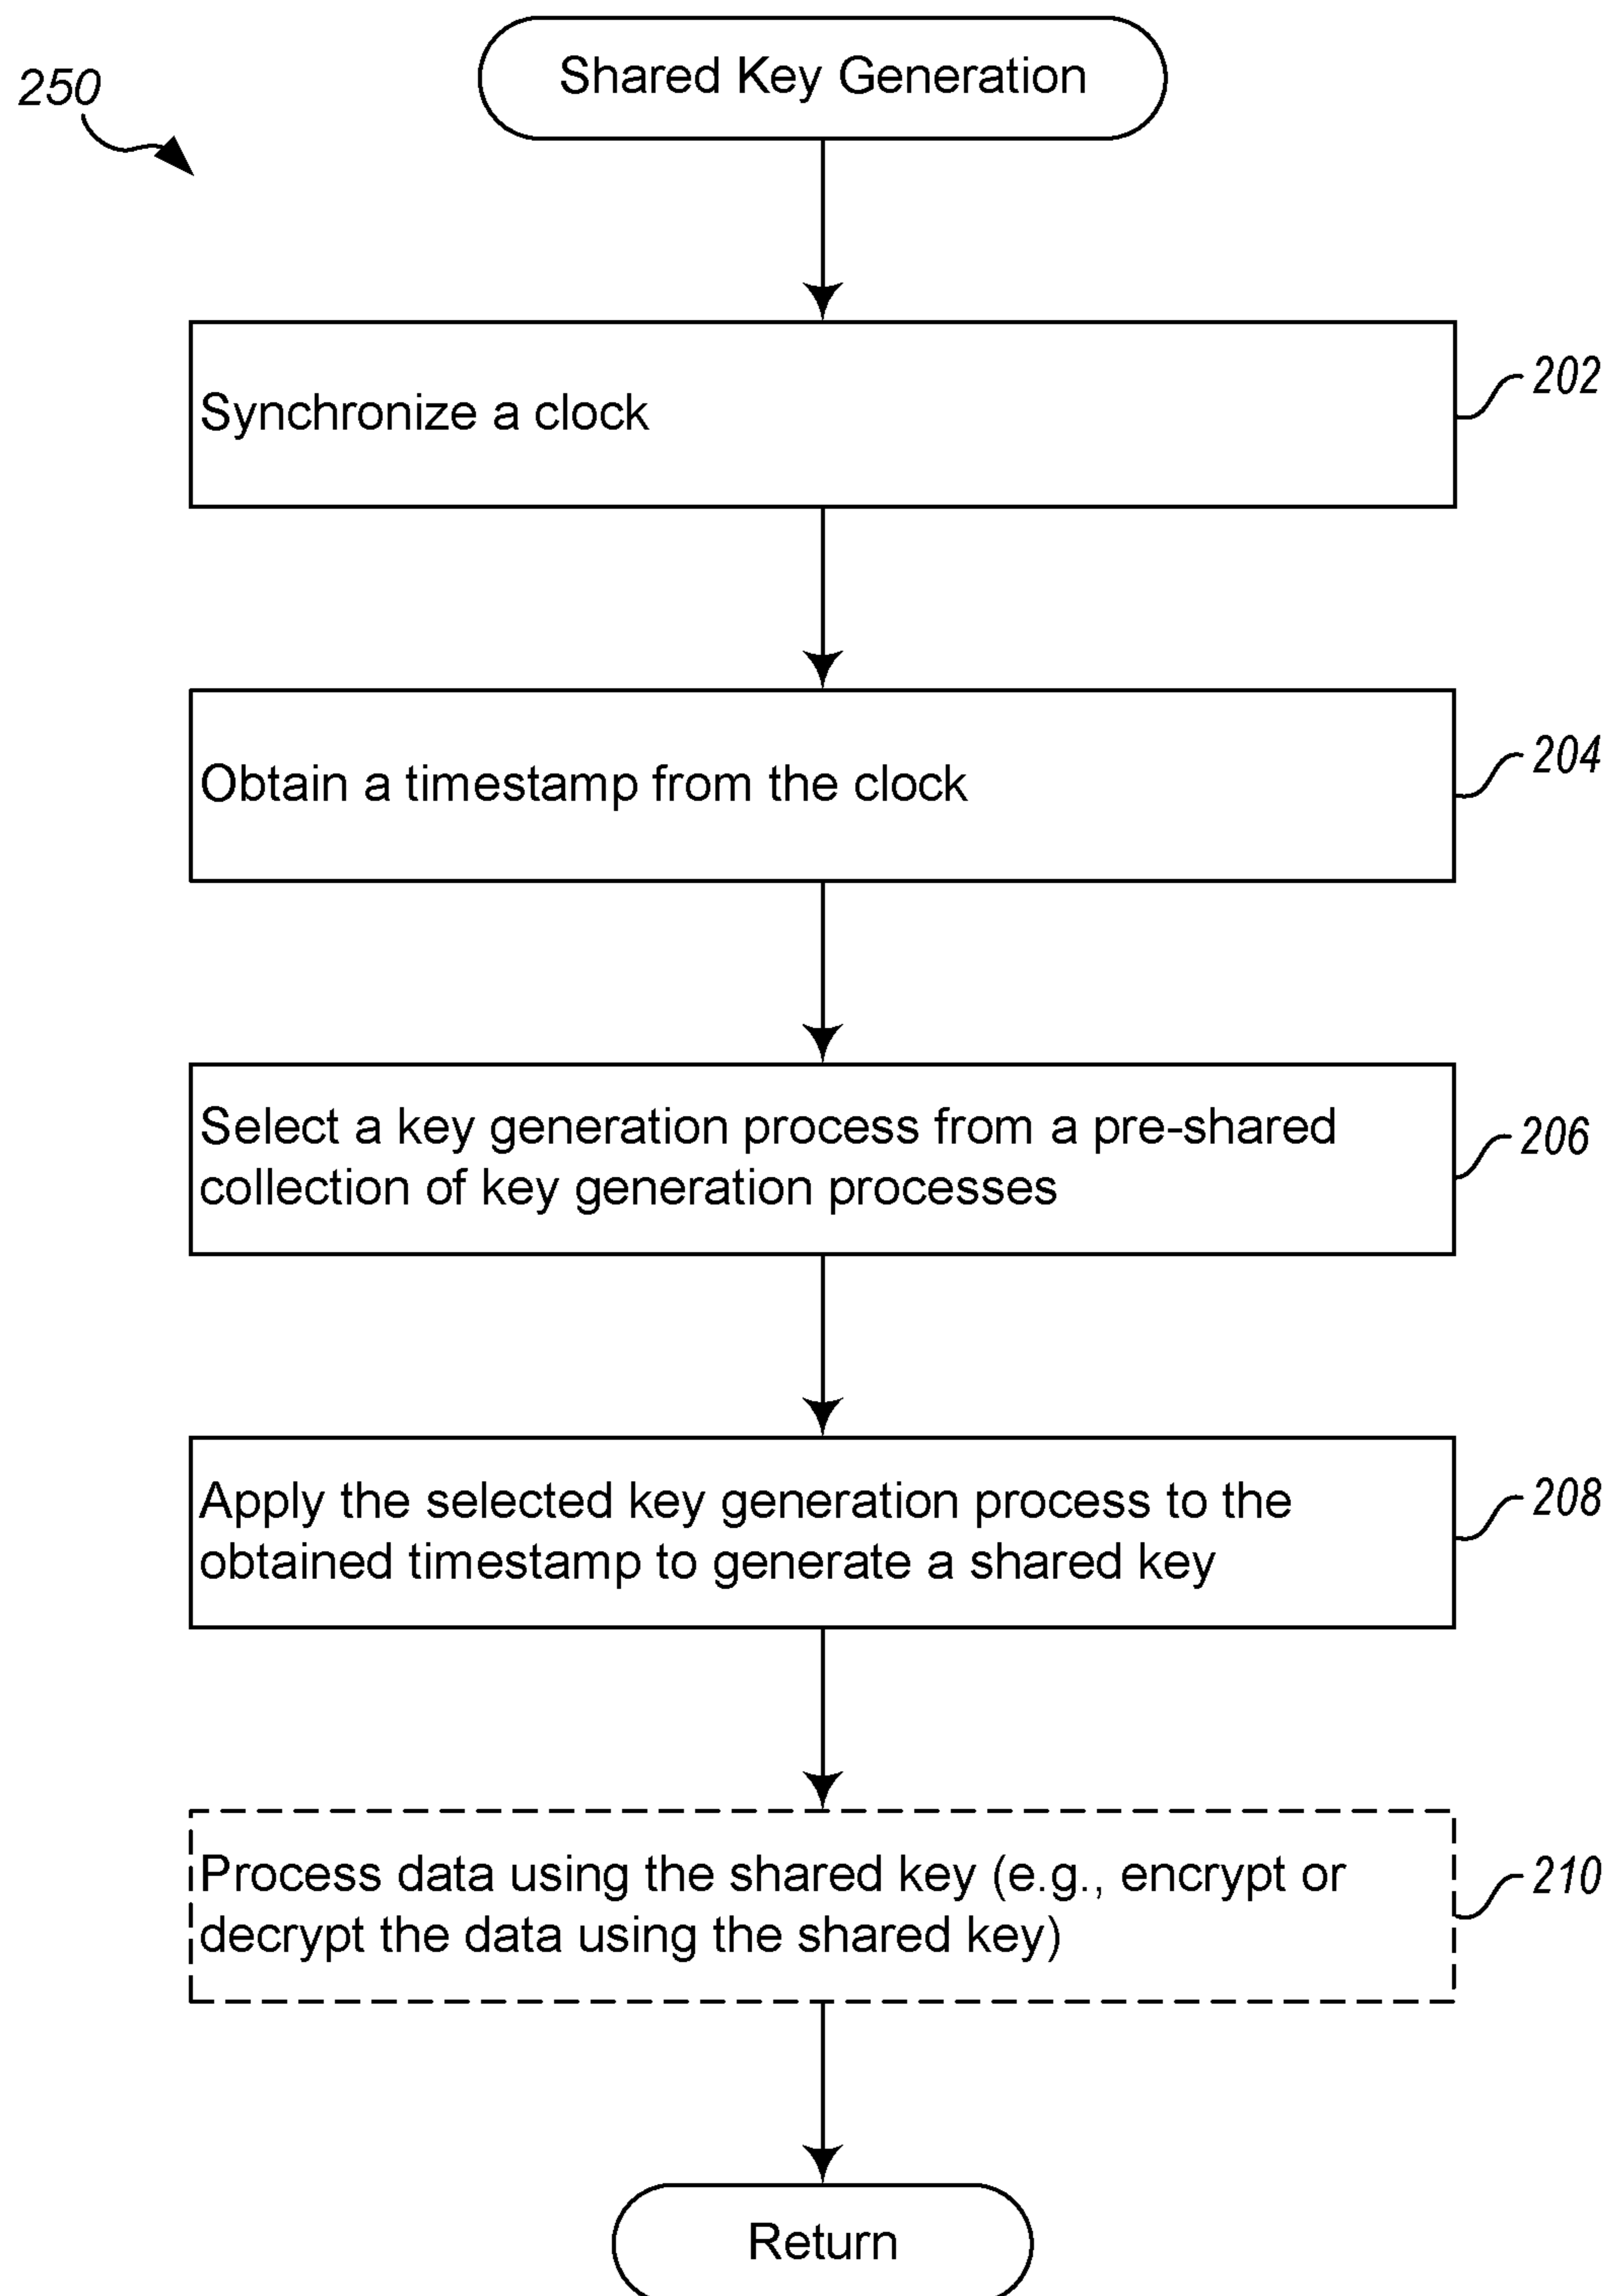 250
Shared Key Generation
Synchronize a clock
202
Obtain a timestamp from the clock
204
Select a key generation process from a pre-shared
collection of key generation processes
206
Apply the selected key generation process to the
obtained timestamp to generate a shared key
208
Process data using the shared key (e.g., encrypt or
decrypt the data using the shared key)
210
Return